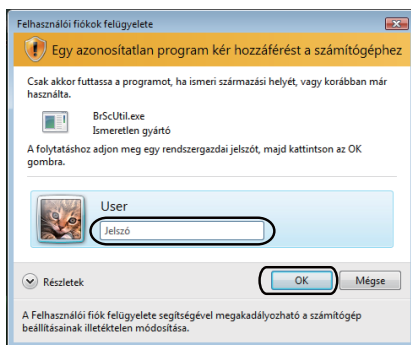 Felhasználói fiókok felügyelete
Egy azonosítatlan program kér hozzáférést a számítógéphez
Csak akkor futtassa a programot, ha ismeri származási helyét, vagy korábban már
használta.
BrScUtil.exe
Ismeretlen gyártó
A folytatáshoz adjon meg egy rendszergazdai jelszót, majd kattintson az OK
gombra.
User
Jelszó
Részletek
OK
Mégse
A Felhasználói fiók felügyelete segítségével megakadályozható a számítógép
beállításainak illetéktelen módosítása.